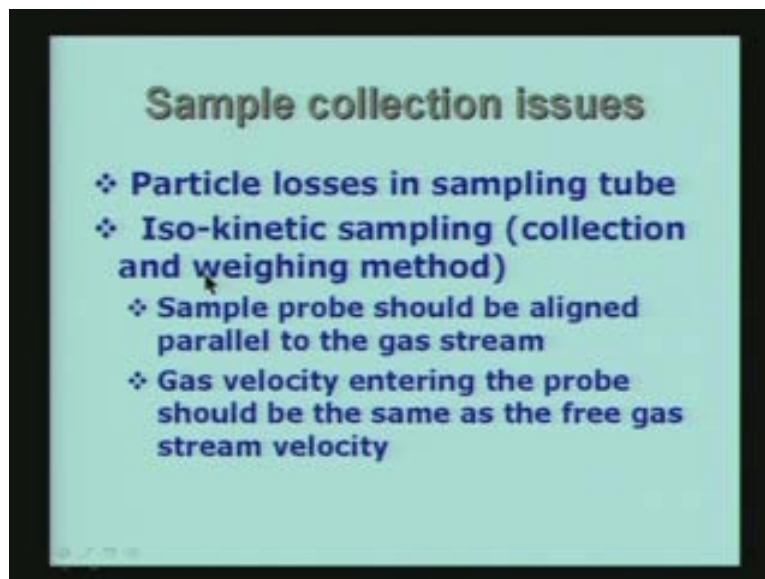 Sample collection issues
❖ Particle losses in sampling tube
❖ Iso-kinetic sampling (collection
and weighing method)
❖ Sample probe should be aligned
parallel to the gas stream
❖ Gas velocity entering the probe
should be the same as the free gas
stream velocity